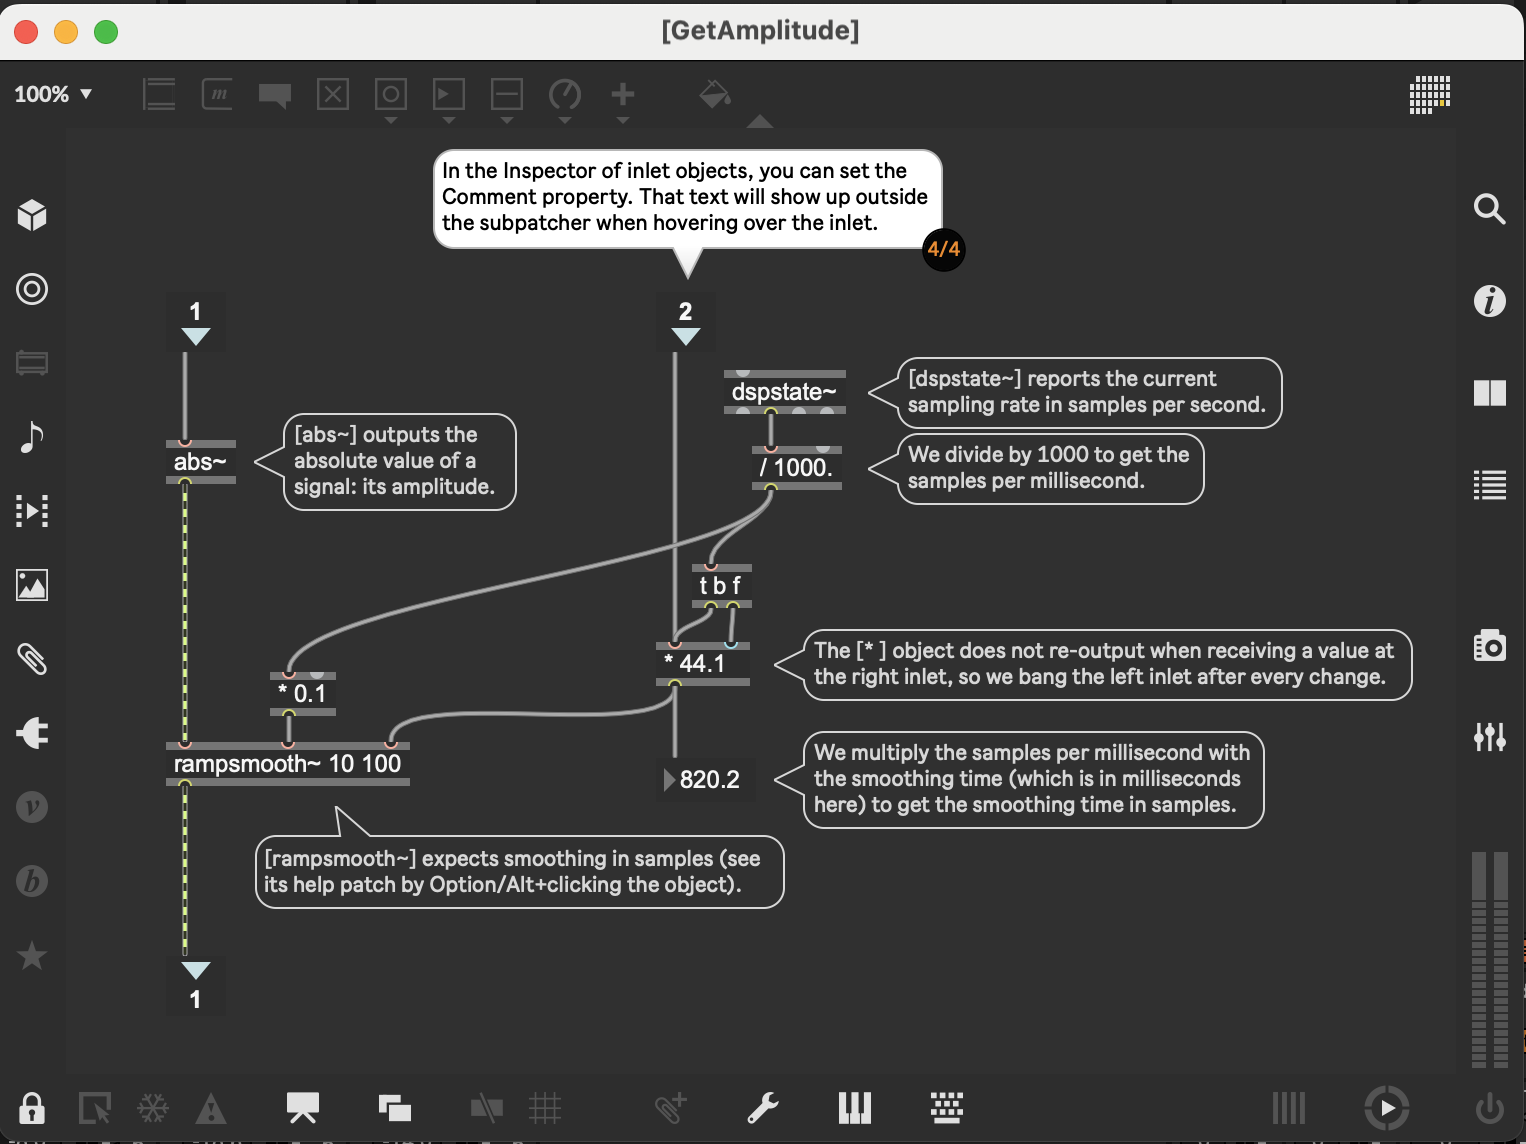 [GetAmplitude]
100%
In the Inspector of inlet objects, you can set the
Comment property. That text will show up outside
the subpatcher when hovering over the inlet.
4/4
1
2
dspstate~
[dspstate~] reports the current
sampling rate in samples per second.
[abs~] outputs the
absolute value of a
signal: its amplitude.
abs~
/ 1000.
We divide by 1000 to get the
samples per millisecond.
t b f
* 44.1
The [* ] object does not re-output when receiving a value at
the right inlet, so we bang the left inlet after every change.
* 0.1
rampsmooth~ 10 100
820.2
We multiply the samples per millisecond with
the smoothing time (which is in milliseconds
here) to get the smoothing time in samples.
[rampsmooth~] expects smoothing in samples (see
its help patch by Option/Alt+clicking the object).
1